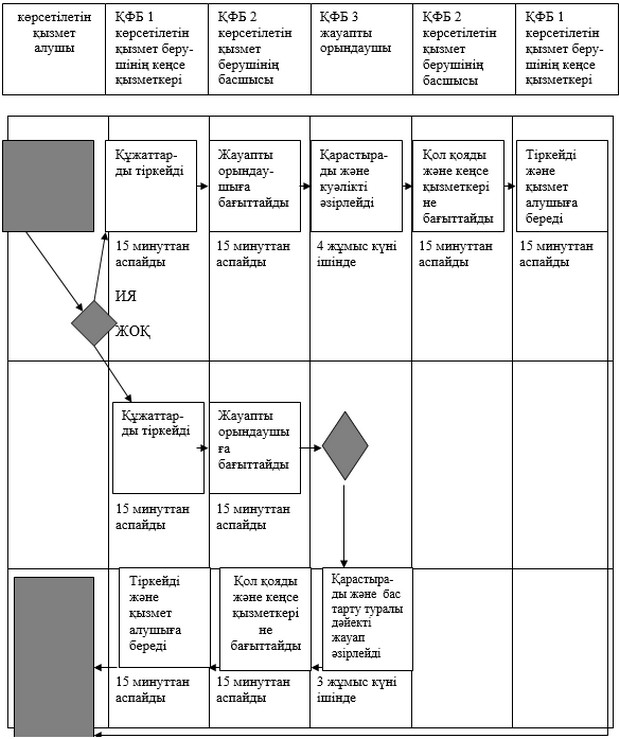 көрсетілетін
қызмет
алушы
ҚФБ 1
көрсетілетін
қызмет беру-
шінің кеңсе
қызметкері
ҚФБ 2
көрсетілетін
қызмет
берушінің
басшысы
ҚФБ 3
жауапты
орындаушы
ҚФБ 2
көрсетілетін
қызмет
берушінің
басшысы
ҚФБ 1
көрсетілетін
қызмет беру-
шінің кеңсе
қызметкері
Құжаттар-
ды тіркейді
Жауапты
орындау-
шыға
бағыттайды
Қарастыра-
ды және
куәлікті
әзірлейді
Қол қояды
және кеңсе
қызметкері
не
бағыттайды
Тіркейді
және
қызмет
алушыға
береді
15 минуттан
аспайды
15 минуттан
аспайды
4 жұмыс күні
ішінде
15 минуттан
аспайды
15 минуттан
аспайды
ИЯ
ЖОҚ
Құжаттар-
ды тіркейді
Жауапты
орындаушы
ға
бағыттайды
15 минуттан
аспайды
15 минуттан
аспайды
Тіркейді
және
қызмет
алушыға
береді
Қол қояды
және кеңсе
қызметкері
не
бағыттайды
Қарастыра-
ды және бас
тарту туралы
дәйекті
жауап
әзірлейді
15 минуттан
аспайды
15 минуттан
аспайды
3 жұмыс күні
ішінде